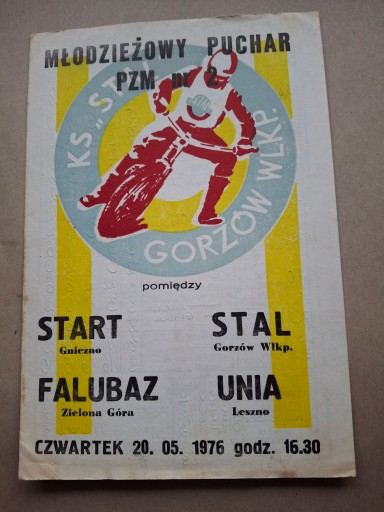 MŁODZIEŻOWY PUCHAR
PZM nr 2
KS „STAL"
GORZÓW WLKP.
pomiędzy
START STAL
Gniezno Gorzów Wlkp.
FALUBAZ UNIA
Zielona Góra Leszno
CZWARTEK 20. 05. 1976 godz. 16.30